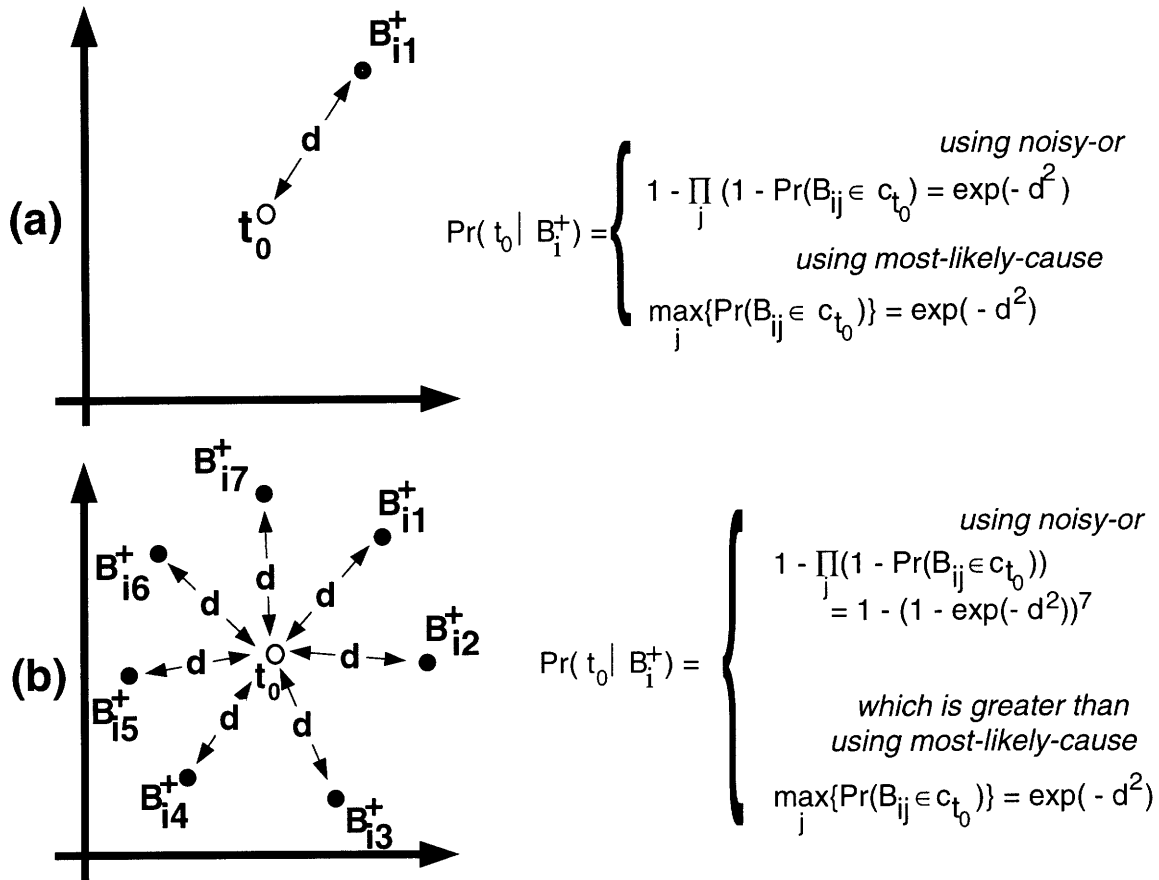 (a)
B⁺i1
d
t₀
using noisy-or
1 - ∏j (1 - Pr(Bij ∈ ct₀) = exp(- d²)
Pr( t₀ | B⁺i ) =
using most-likely-cause
maxj{Pr(Bij ∈ ct₀)} = exp( - d²)
(b)
B⁺i7
B⁺i1
B⁺i6
d
d
d
B⁺i2
d
d
t₀
B⁺i5
d
d
B⁺i4
B⁺i3
using noisy-or
1 - ∏j(1 - Pr(Bij ∈ ct₀))
= 1 - (1 - exp(- d²))⁷
Pr( t₀ | B⁺i ) =
which is greater than
using most-likely-cause
maxj{Pr(Bij ∈ ct₀)} = exp( - d²)